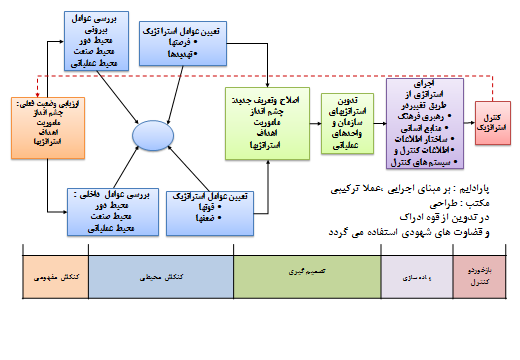 بررسی عوامل
بیرونی
محیط دور
محیط صنعت
محیط عملیاتی
تعیین عوامل استراتژیک
• فرصتها
• تهدیدها
ارزیابی وضعیت فعلی:
چشم انداز
ماموریت
اهداف
استراتژیها
اصلاح وتعریف جدید:
چشم انداز
ماموریت
اهداف
استراتژیها
تدوین
استراتژیهای
سازمان و
واحدهای
عملیاتی
اجرای
استراتژی از
طریق تغییردر
• رهبری فرهنگ
• منابع انسانی
• ساختار اطلاعات
• اطلاعات کنترل و
• سیستم های کنترل
کنترل
استراتژیک
بررسی عوامل داخلی :
محیط دور
محیط صنعت
محیط عملیاتی
تعیین عوامل استراتژیک
• قوتها
• ضعفها
پارادایم : بر مبنای اجرایی ،عملا ترکیبی
مکتب : طراحی
در تدوین از قوه ادراک
و قضاوت های شهودی استفاده می گردد
کنکاش مفهومی
کنکاش محیطی
تصمیم گیری
پیاده سازی
بازخوردو
کنترل